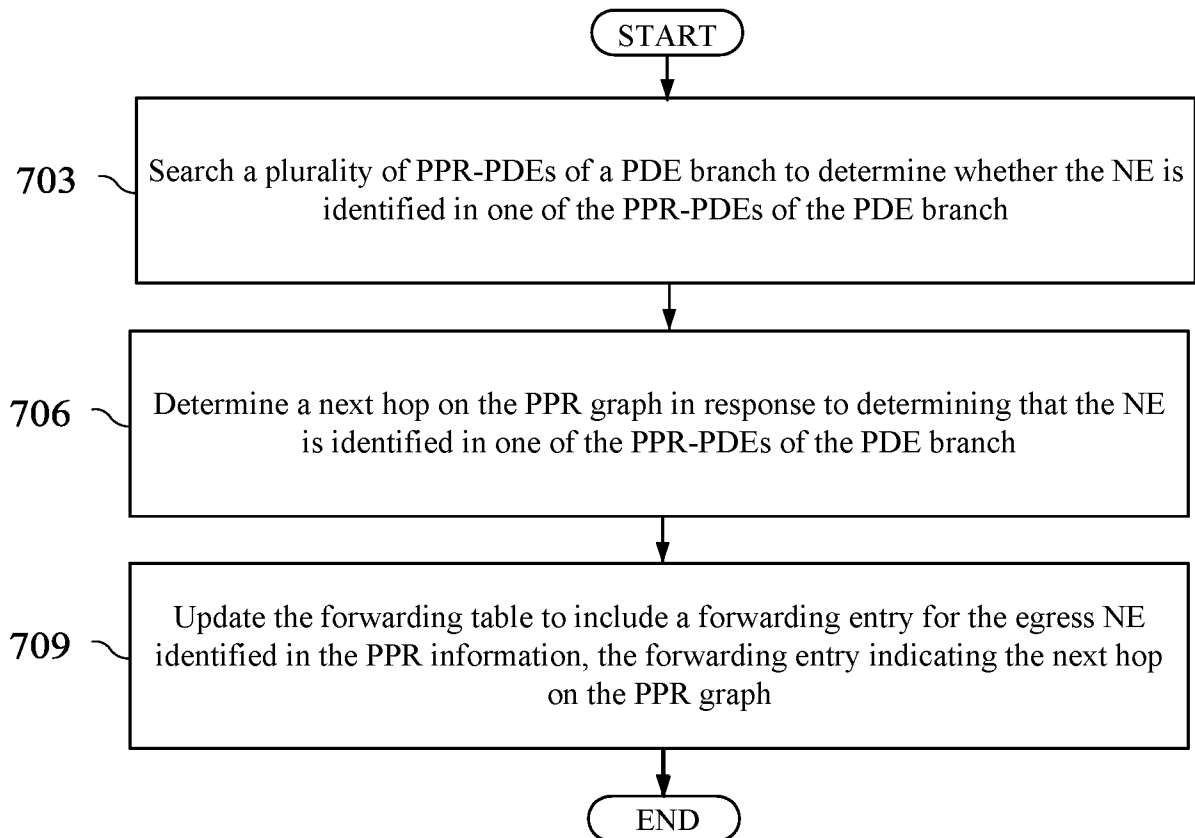 START
703
Search a plurality of PPR-PDEs of a PDE branch to determine whether the NE is
identified in one of the PPR-PDEs of the PDE branch
706
Determine a next hop on the PPR graph in response to determining that the NE
is identified in one of the PPR-PDEs of the PDE branch
709
Update the forwarding table to include a forwarding entry for the egress NE
identified in the PPR information, the forwarding entry indicating the next hop
on the PPR graph
END